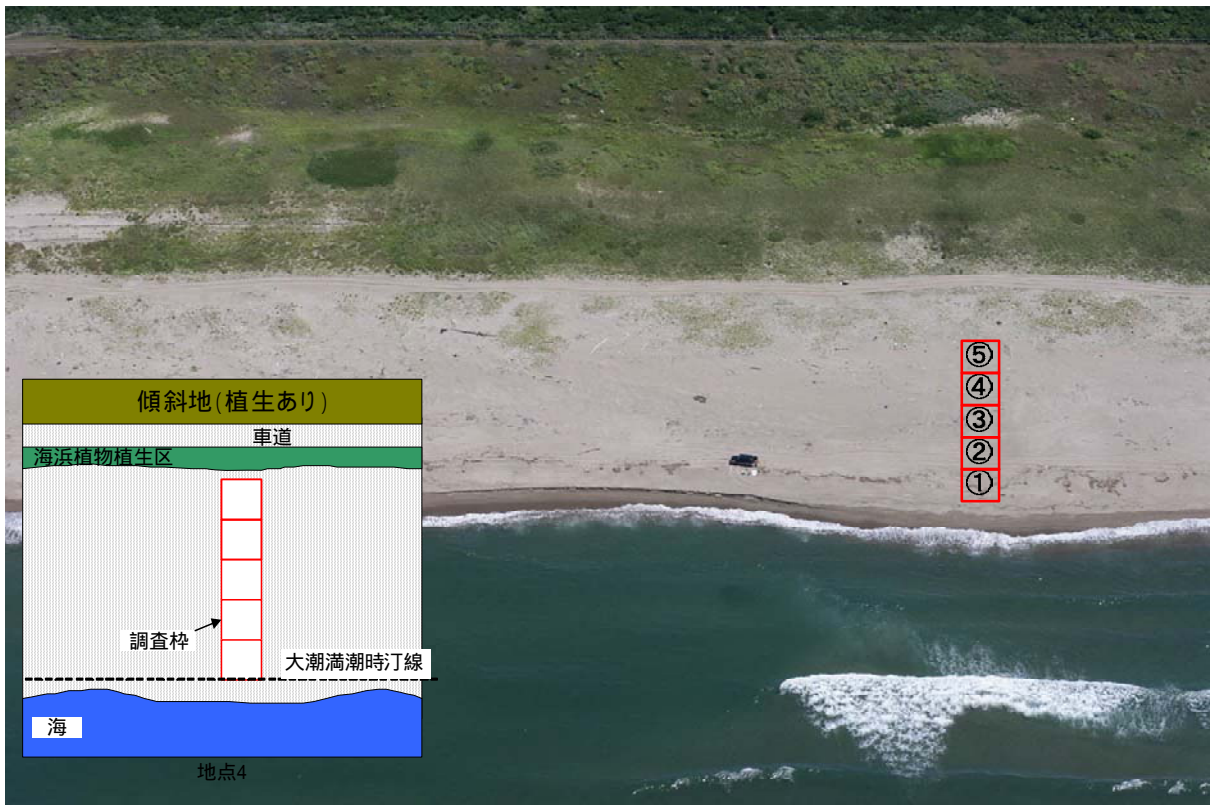 ⑤
④
③
②
①
傾斜地(植生あり)
車道
海浜植物植生区
調査枠
大潮満潮時汀線
海
地点4